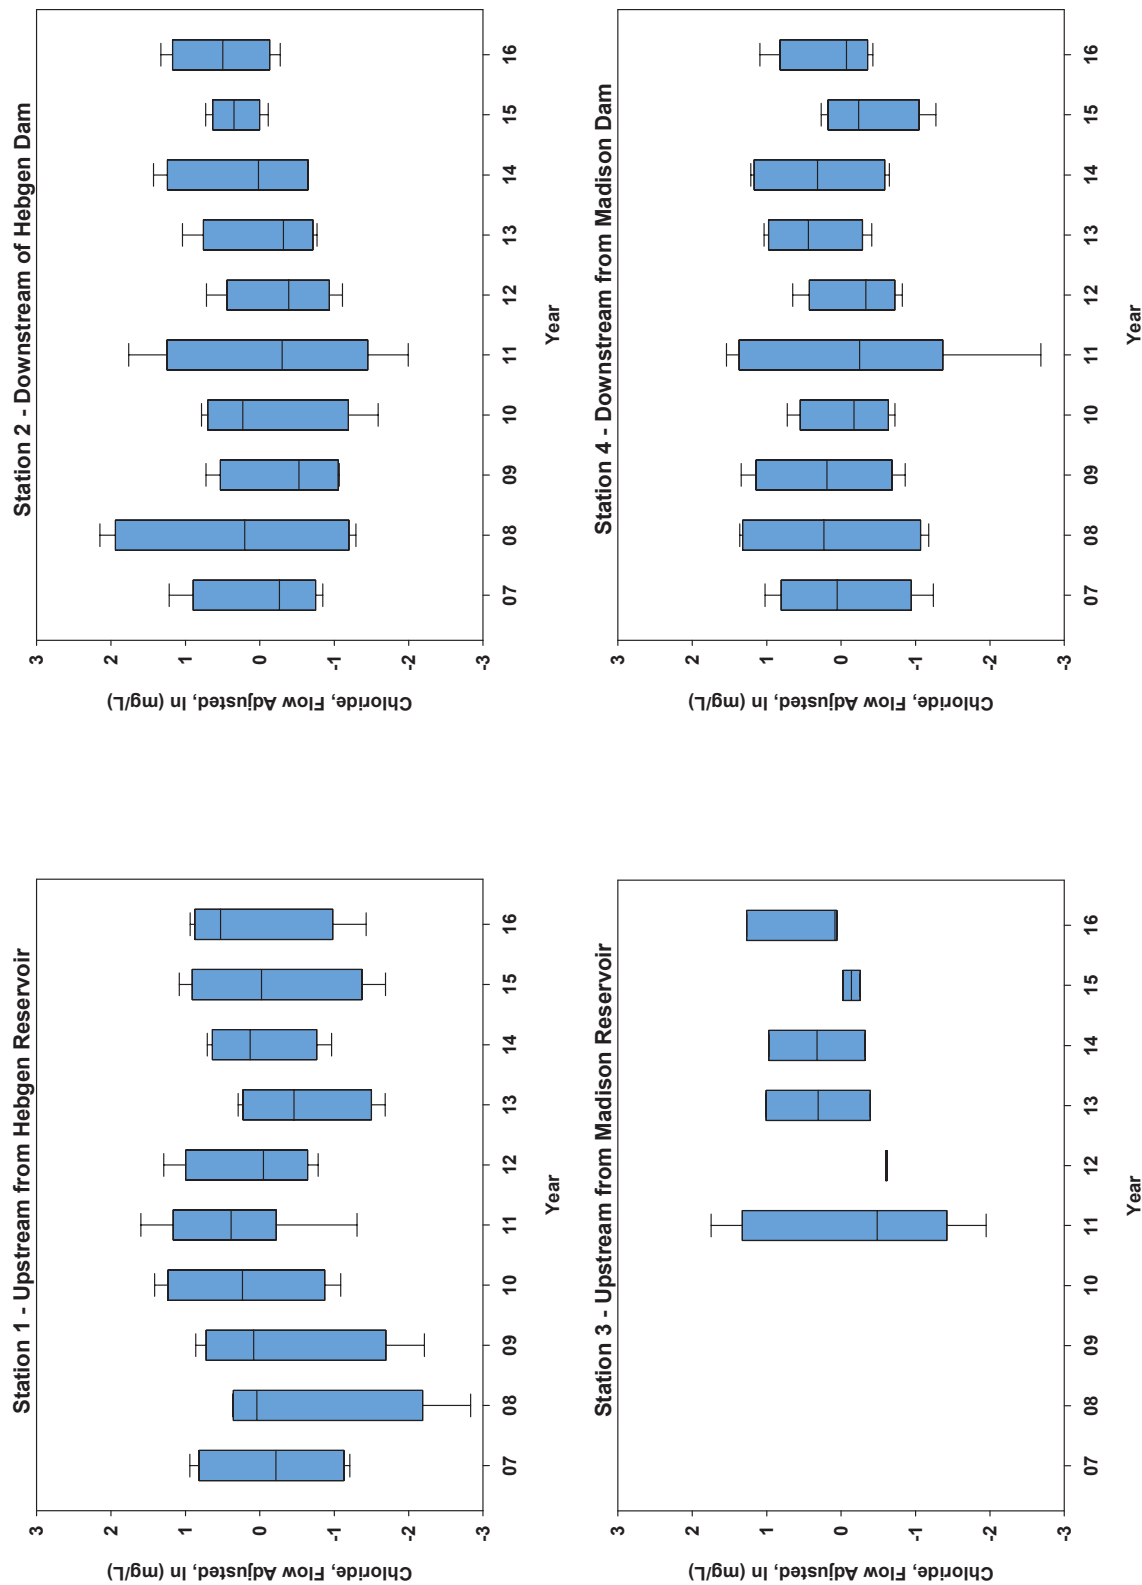 Station 1 - Upstream from Hebgen Reservoir
Chloride, Flow Adjusted, ln (mg/L)
3
2
1
0
-1
-2
-3
07 08 09 10 11 12 13 14 15 16
Year
Station 2 - Downstream of Hebgen Dam
Chloride, Flow Adjusted, ln (mg/L)
3
2
1
0
-1
-2
-3
07 08 09 10 11 12 13 14 15 16
Year
Station 3 - Upstream from Madison Reservoir
Chloride, Flow Adjusted, ln (mg/L)
3
2
1
0
-1
-2
-3
07 08 09 10 11 12 13 14 15 16
Year
Station 4 - Downstream from Madison Dam
Chloride, Flow Adjusted, ln (mg/L)
3
2
1
0
-1
-2
-3
07 08 09 10 11 12 13 14 15 16
Year